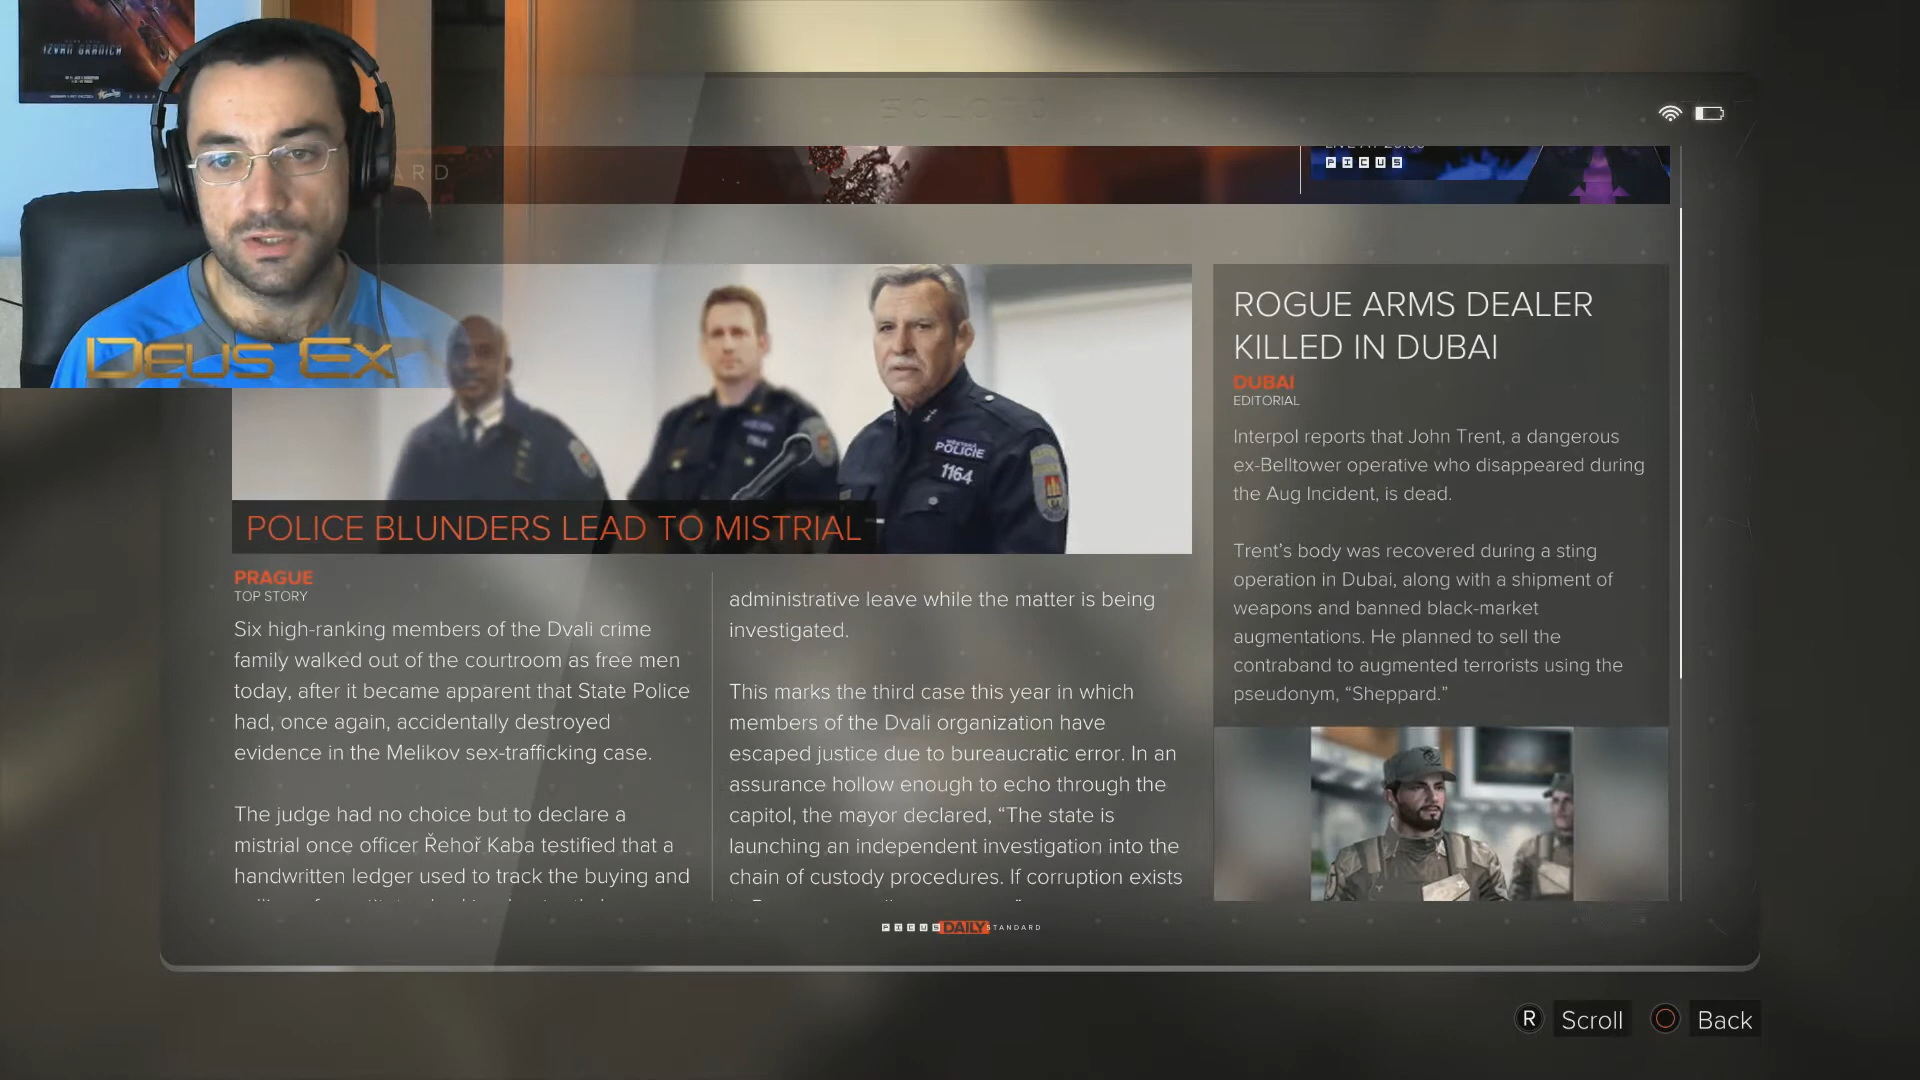 IZVAN GRANICA
SOLOTO
ARD
PICUS
DEUS EX
POLICIE
1164
POLICE BLUNDERS LEAD TO MISTRIAL
PRAGUE
TOP STORY
Six high-ranking members of the Dvali crime
family walked out of the courtroom as free men
today, after it became apparent that State Police
had, once again, accidentally destroyed
evidence in the Melikov sex-trafficking case.
The judge had no choice but to declare a
mistrial once officer Řehoř Kaba testified that a
handwritten ledger used to track the buying and
administrative leave while the matter is being
investigated.
This marks the third case this year in which
members of the Dvali organization have
escaped justice due to bureaucratic error. In an
assurance hollow enough to echo through the
capitol, the mayor declared, “The state is
launching an independent investigation into the
chain of custody procedures. If corruption exists
ROGUE ARMS DEALER
KILLED IN DUBAI
DUBAI
EDITORIAL
Interpol reports that John Trent, a dangerous
ex-Belltower operative who disappeared during
the Aug Incident, is dead.
Trent’s body was recovered during a sting
operation in Dubai, along with a shipment of
weapons and banned black-market
augmentations. He planned to sell the
contraband to augmented terrorists using the
pseudonym, “Sheppard.”
PICUS DAILY STANDARD
R Scroll Back